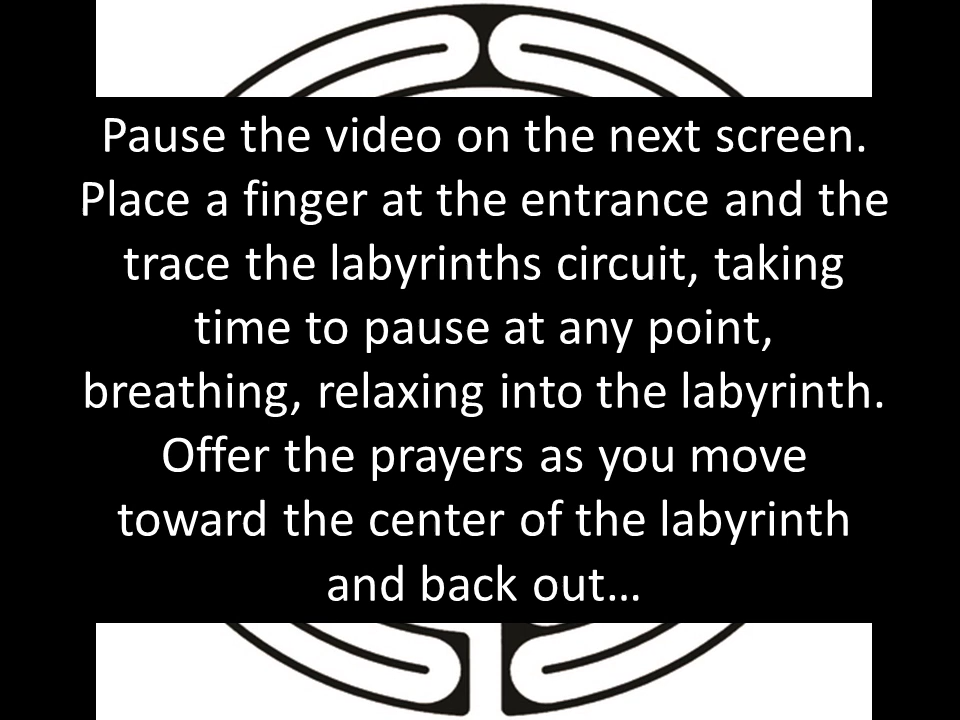 Pause the video on the next screen.
Place a finger at the entrance and the
trace the labyrinths circuit, taking
time to pause at any point,
breathing, relaxing into the labyrinth.
Offer the prayers as you move
toward the center of the labyrinth
and back out…